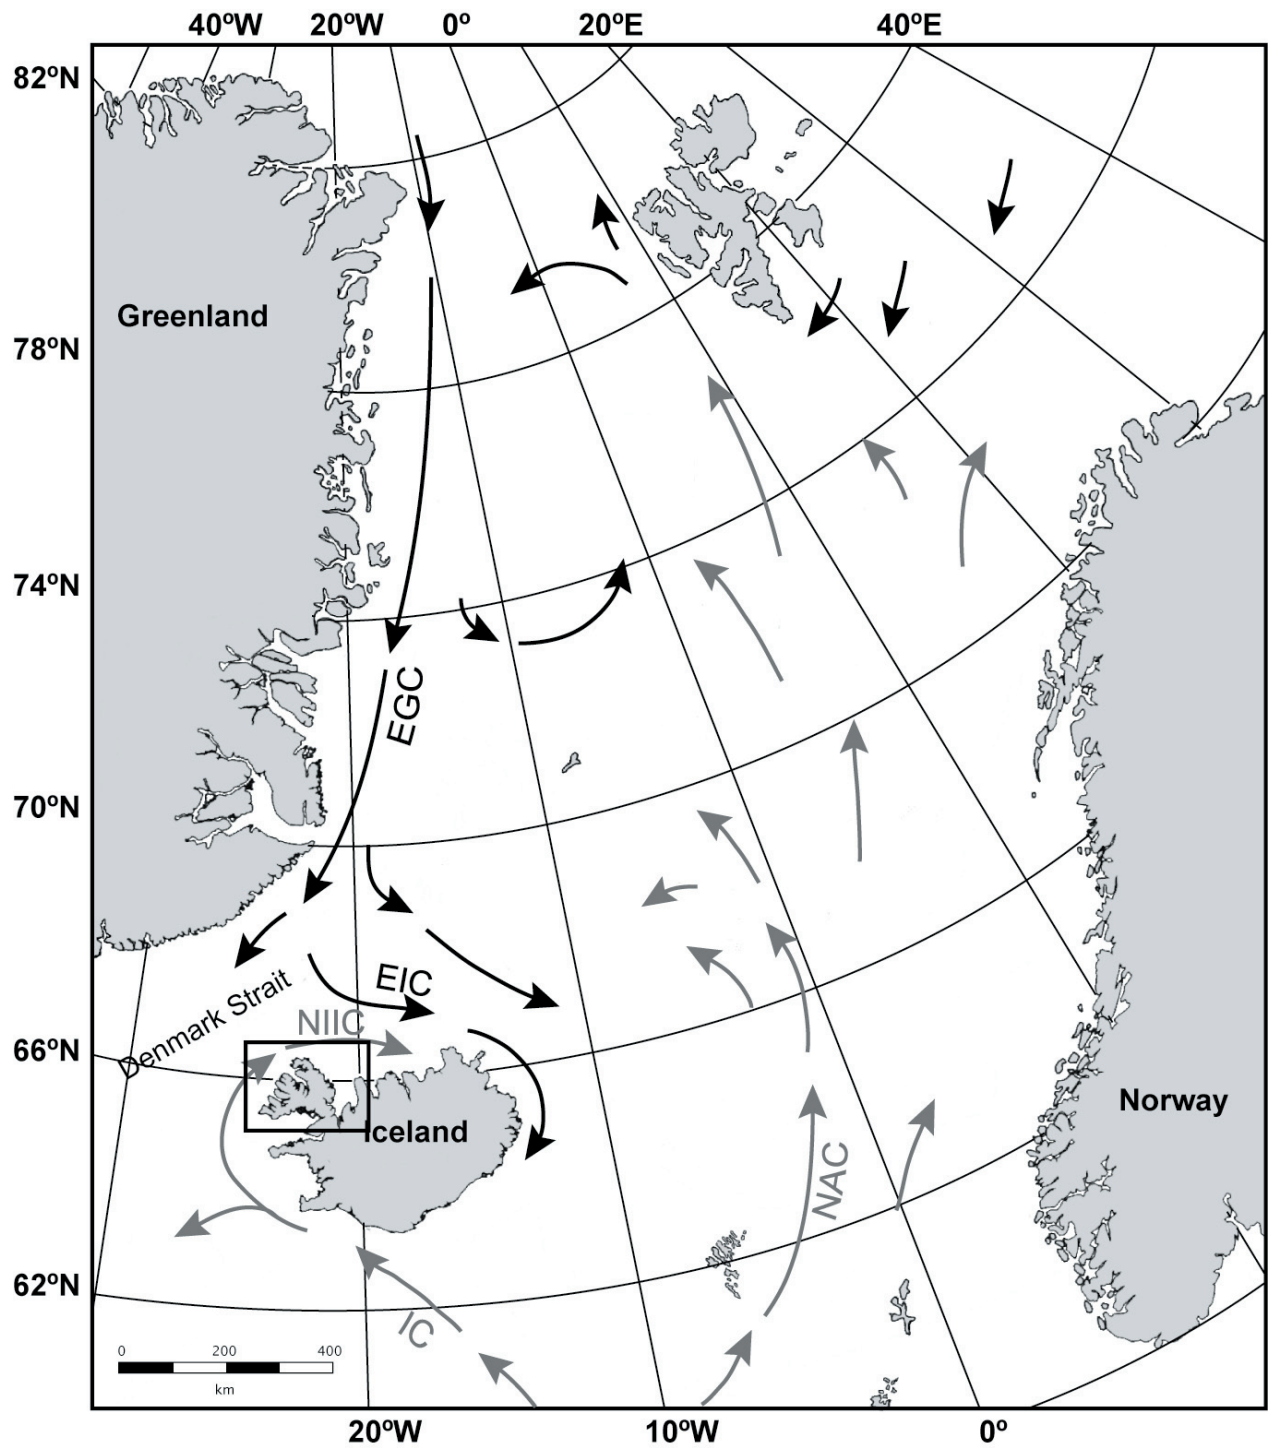 40ºW 20ºW 0º 20ºE 40ºE
82ºN
Greenland
78ºN
74ºN
EGC
70ºN
EIC
Denmark Strait
NIIC
66ºN
Norway
Iceland
NAC
62ºN
IC
0 200 400
km
20ºW 10ºW 0º